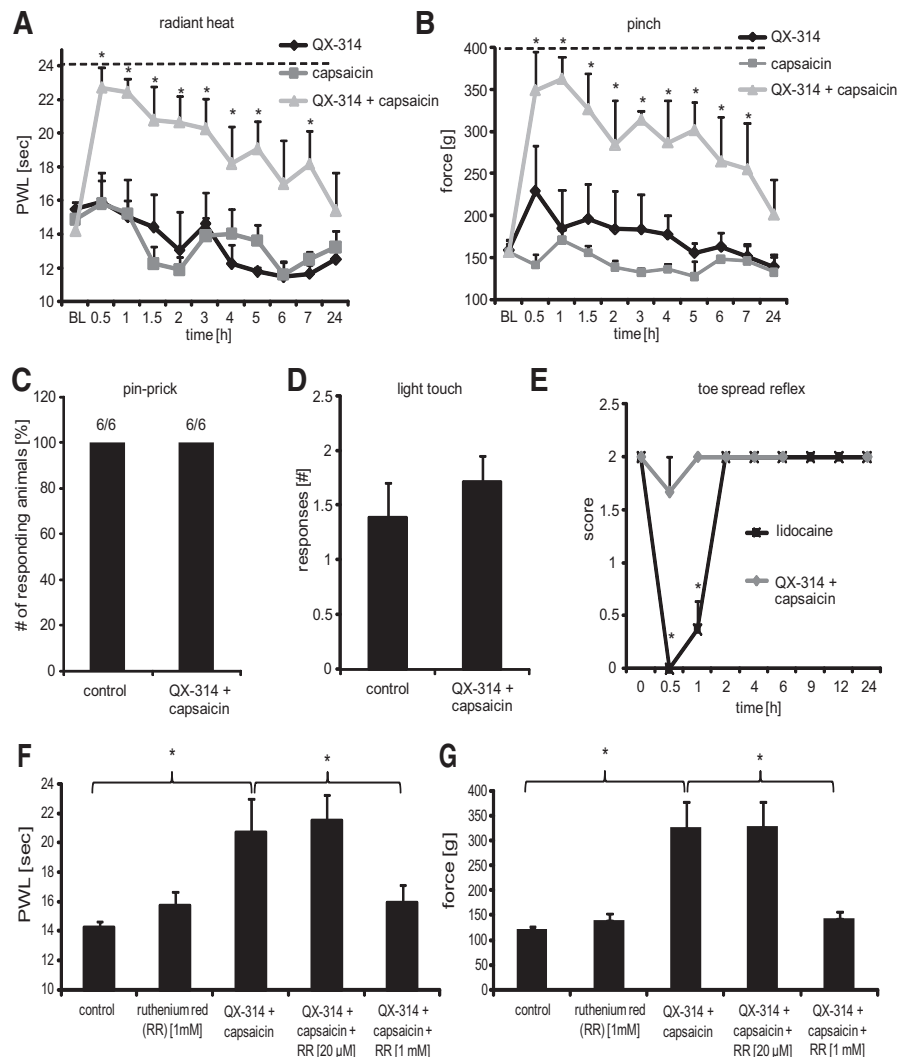 A
radiant heat
QX-314
capsaicin
QX-314 + capsaicin
*
*
*
*
*
*
*
*
PWL [sec]
24
22
20
18
16
14
12
10
BL 0.5 1 1.5 2 3 4 5 6 7 24
time [h]
B
pinch
QX-314
capsaicin
QX-314 + capsaicin
*
*
*
*
*
*
*
*
*
force [g]
400
350
300
250
200
150
100
BL 0.5 1 1.5 2 3 4 5 6 7 24
time [h]
C
pin-prick
# of responding animals [%]
120
100
80
60
40
20
0
6/6 6/6
control
QX-314 +
capsaicin
D
light touch
responses [#]
2.5
2
1.5
1
0.5
0
control
QX-314 +
capsaicin
E
toe spread reflex
score
2.5
2
1.5
1
0.5
0
lidocaine
QX-314 +
capsaicin
*
*
0 0.5 1 2 4 6 9 12 24
time [h]
F
*
*
PWL [sec]
24
22
20
18
16
14
12
10
control
ruthenium red
(RR) [1mM]
QX-314 +
capsaicin
QX-314 +
capsaicin +
RR [20 µM]
QX-314 +
capsaicin +
RR [1 mM]
G
*
*
force [g]
400
350
300
250
200
150
100
50
0
control
ruthenium red
(RR) [1mM]
QX-314 +
capsaicin
QX-314 +
capsaicin +
RR [20 µM]
QX-314 +
capsaicin +
RR [1 mM]